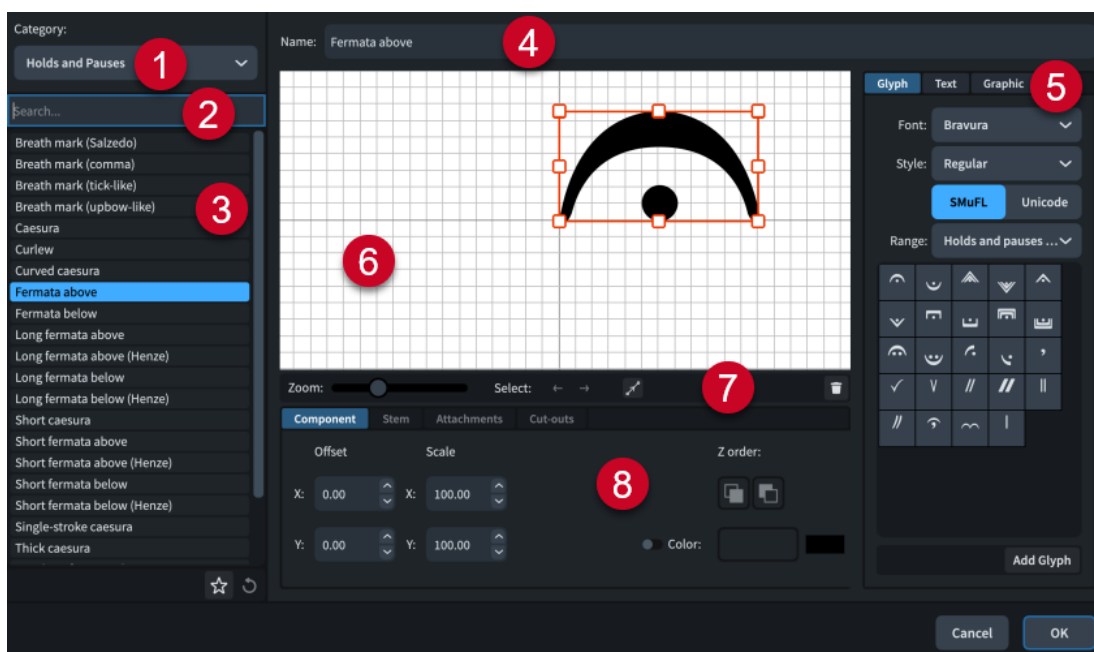 Category:
Holds and Pauses
1
Search...
2
Breath mark (Salzedo)
Breath mark (comma)
Breath mark (tick-like)
Breath mark (upbow-like)
Caesura
Curlew
Curved caesura
Fermata above
Fermata below
Long fermata above
Long fermata above (Henze)
Long fermata below
Long fermata below (Henze)
Short caesura
Short fermata above
Short fermata above (Henze)
Short fermata below
Short fermata below (Henze)
Single-stroke caesura
Thick caesura
3
Name: Fermata above
4
6
Zoom: Select: ← →
7
Component Stem Attachments Cut-outs
Offset Scale Z order:
X: 0.00 X: 100.00
8
Y: 0.00 Y: 100.00 Color:
Glyph Text Graphic
5
Font: Bravura
Style: Regular
SMuFL Unicode
Range: Holds and pauses ...
Add Glyph
Cancel OK